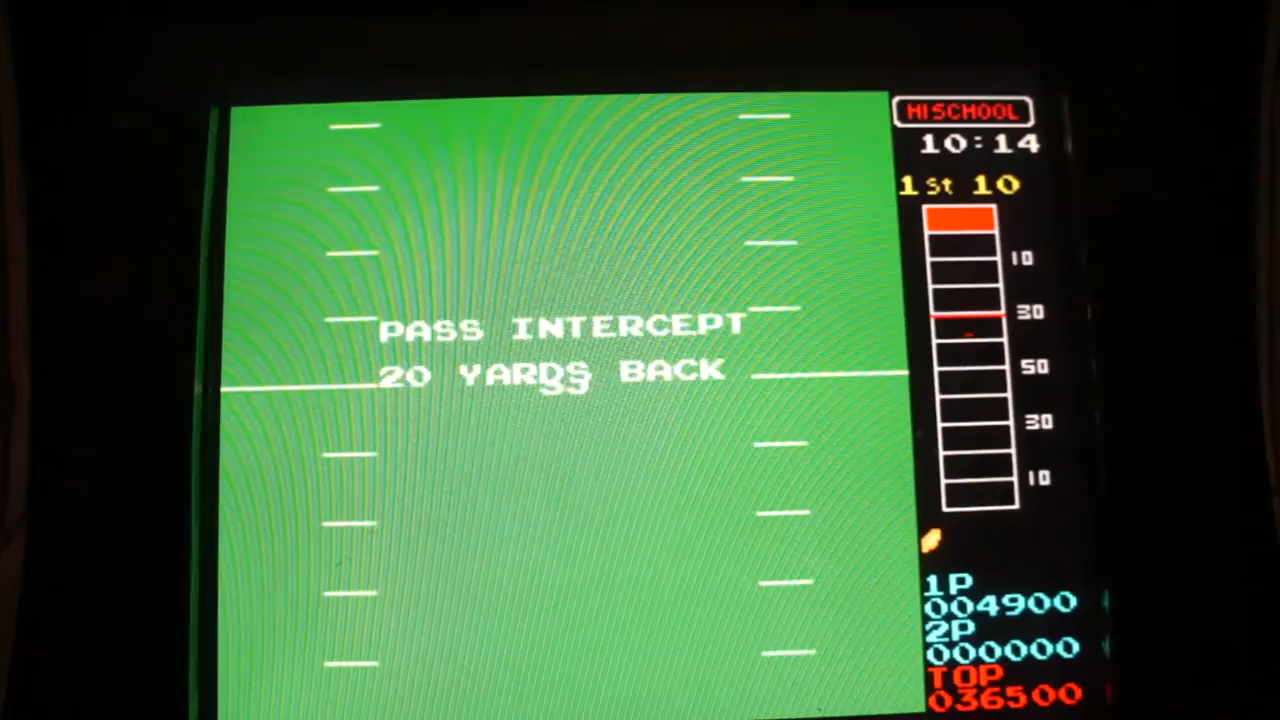 PASS INTERCEPT
20 YARDS BACK
35
HISCHOOL
10:14
1St 10
10
30
50
30
10
1P
004900
2P
000000
TOP
036500